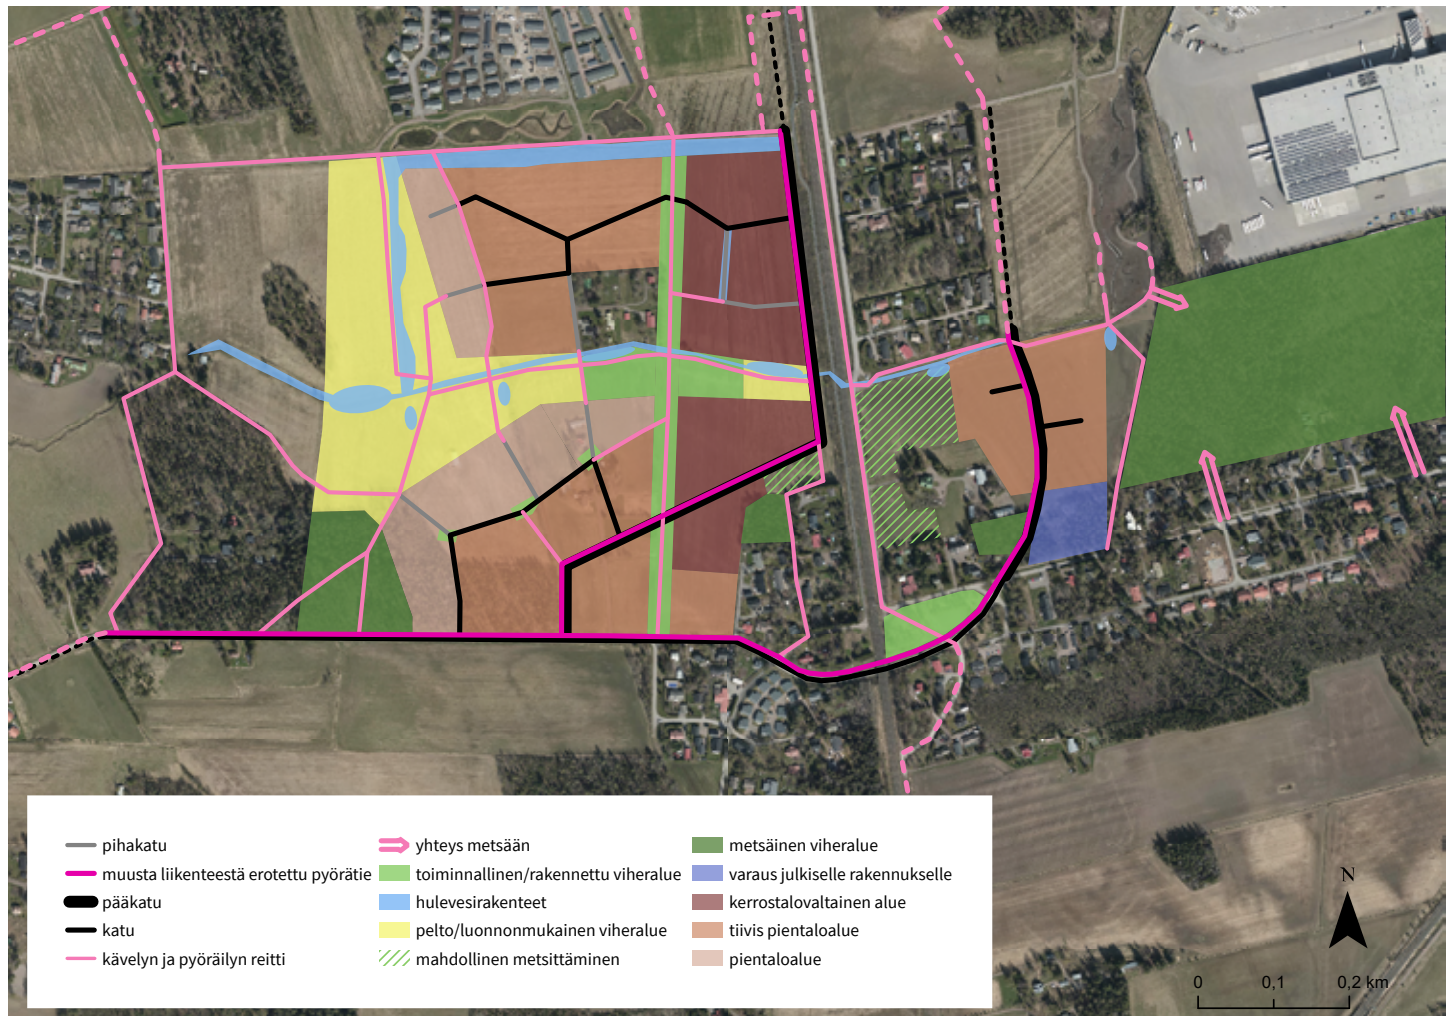 pihakatu
muusta liikenteestä erotettu pyörätie
pääkatu
katu
kävelyn ja pyöräilyn reitti
yhteys metsään
toiminnallinen/rakennettu viheralue
hulevesirakenteet
pelto/luonnonmukainen viheralue
mahdollinen metsittäminen
metsäinen viheralue
varaus julkiselle rakennukselle
kerrostalovaltainen alue
tiivis pientaloalue
pientaloalue
N
0 0,1 0,2 km